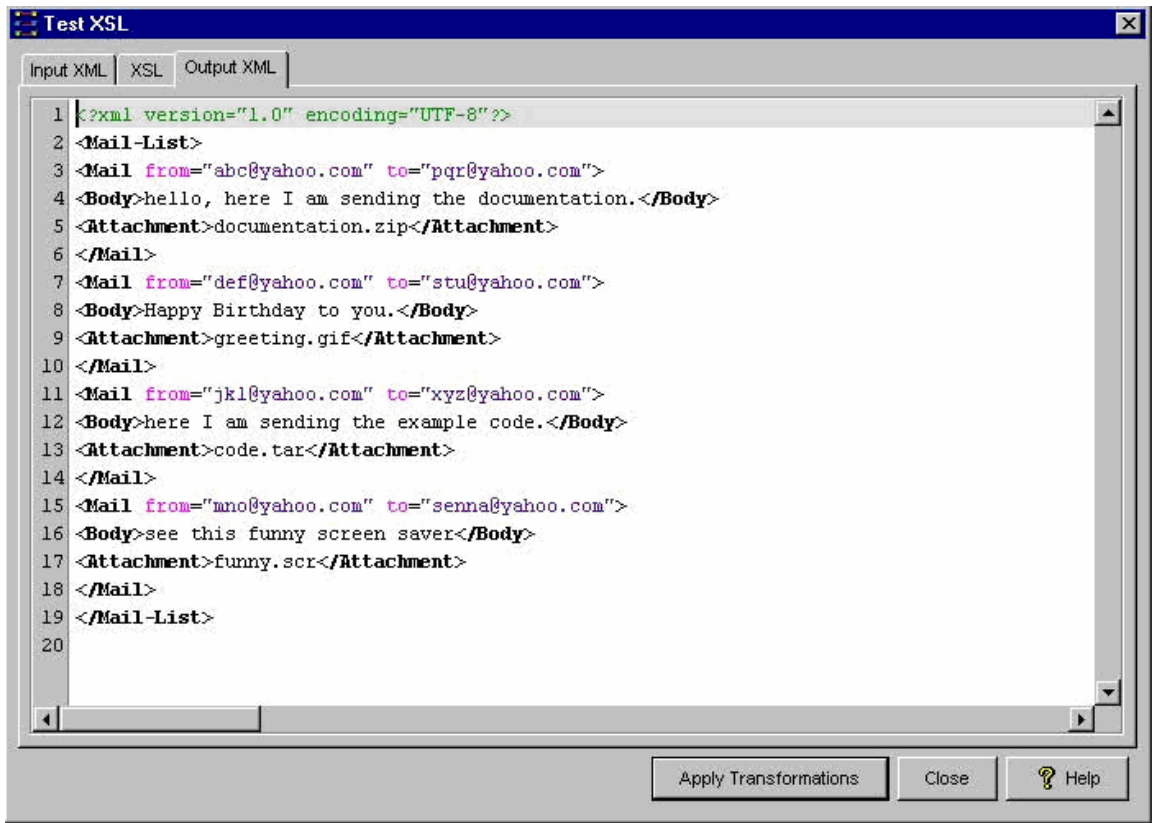 Test XSL
Input XML XSL Output XML
1 <?xml version="1.0" encoding="UTF-8"?>
2 <Mail-List>
3 <Mail from="abc@yahoo.com" to="pqr@yahoo.com">
4 <Body>hello, here I am sending the documentation.</Body>
5 <Attachment>documentation.zip</Attachment>
6 </Mail>
7 <Mail from="def@yahoo.com" to="stu@yahoo.com">
8 <Body>Happy Birthday to you.</Body>
9 <Attachment>greeting.gif</Attachment>
10 </Mail>
11 <Mail from="jkl@yahoo.com" to="xyz@yahoo.com">
12 <Body>here I am sending the example code.</Body>
13 <Attachment>code.tar</Attachment>
14 </Mail>
15 <Mail from="mno@yahoo.com" to="senna@yahoo.com">
16 <Body>see this funny screen saver</Body>
17 <Attachment>funny.scr</Attachment>
18 </Mail>
19 </Mail-List>
20
Apply Transformations Close Help